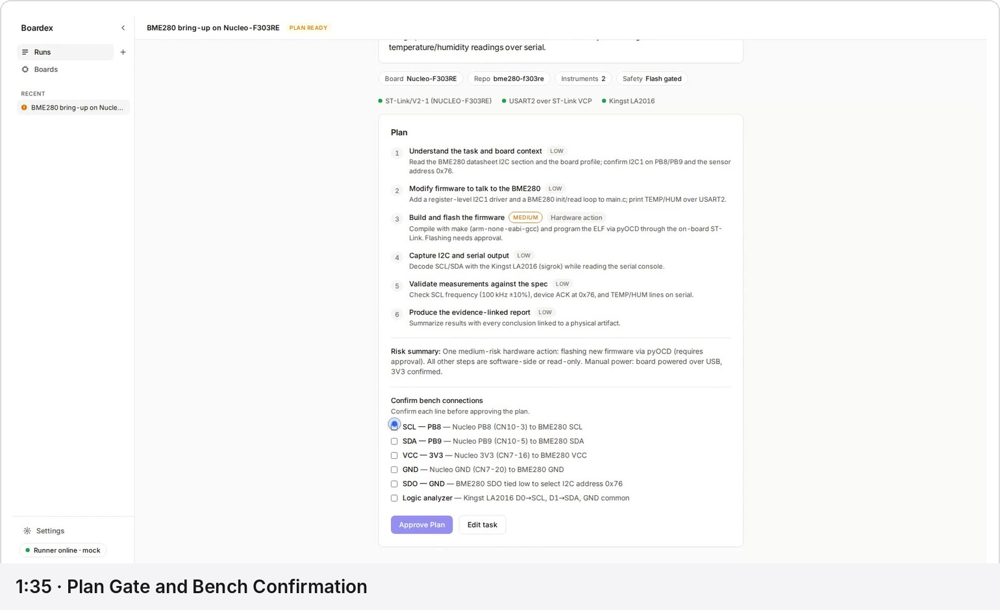 Boardex
BME280 bring-up on Nucleo-F303RE PLAN READY
Runs
Boards
RECENT
BME280 bring-up on Nucle...
temperature/humidity readings over serial.
Board Nucleo-F303RE Repo bme280-f303re Instruments 2 Safety Flash gated
ST-Link/V2-1 (NUCLEO-F303RE) USART2 over ST-Link VCP Kingst LA2016
Plan
1 Understand the task and board context LOW
Read the BME280 datasheet I2C section and the board profile; confirm I2C1 on PB8/PB9 and the sensor
address 0x76.
2 Modify firmware to talk to the BME280 LOW
Add a register-level I2C1 driver and a BME280 init/read loop to main.c; print TEMP/HUM over USART2.
3 Build and flash the firmware MEDIUM Hardware action
Compile with make (arm-none-eabi-gcc) and program the ELF via pyOCD through the on-board ST-
Link. Flashing needs approval.
4 Capture I2C and serial output LOW
Decode SCL/SDA with the Kingst LA2016 (sigrok) while reading the serial console.
5 Validate measurements against the spec LOW
Check SCL frequency (100 kHz ±10%), device ACK at 0x76, and TEMP/HUM lines on serial.
6 Produce the evidence-linked report LOW
Summarize results with every conclusion linked to a physical artifact.
Risk summary: One medium-risk hardware action: flashing new firmware via pyOCD (requires
approval). All other steps are software-side or read-only. Manual power: board powered over USB,
3V3 confirmed.
Confirm bench connections
Confirm each line before approving the plan.
SCL — PB8 — Nucleo PB8 (CN10-3) to BME280 SCL
SDA — PB9 — Nucleo PB9 (CN10-5) to BME280 SDA
VCC — 3V3 — Nucleo 3V3 (CN7-16) to BME280 VCC
GND — Nucleo GND (CN7-20) to BME280 GND
SDO — GND — BME280 SDO tied low to select I2C address 0x76
Logic analyzer — Kingst LA2016 D0→SCL, D1→SDA, GND common
Approve Plan Edit task
Settings
Runner online · mock
1:35 · Plan Gate and Bench Confirmation